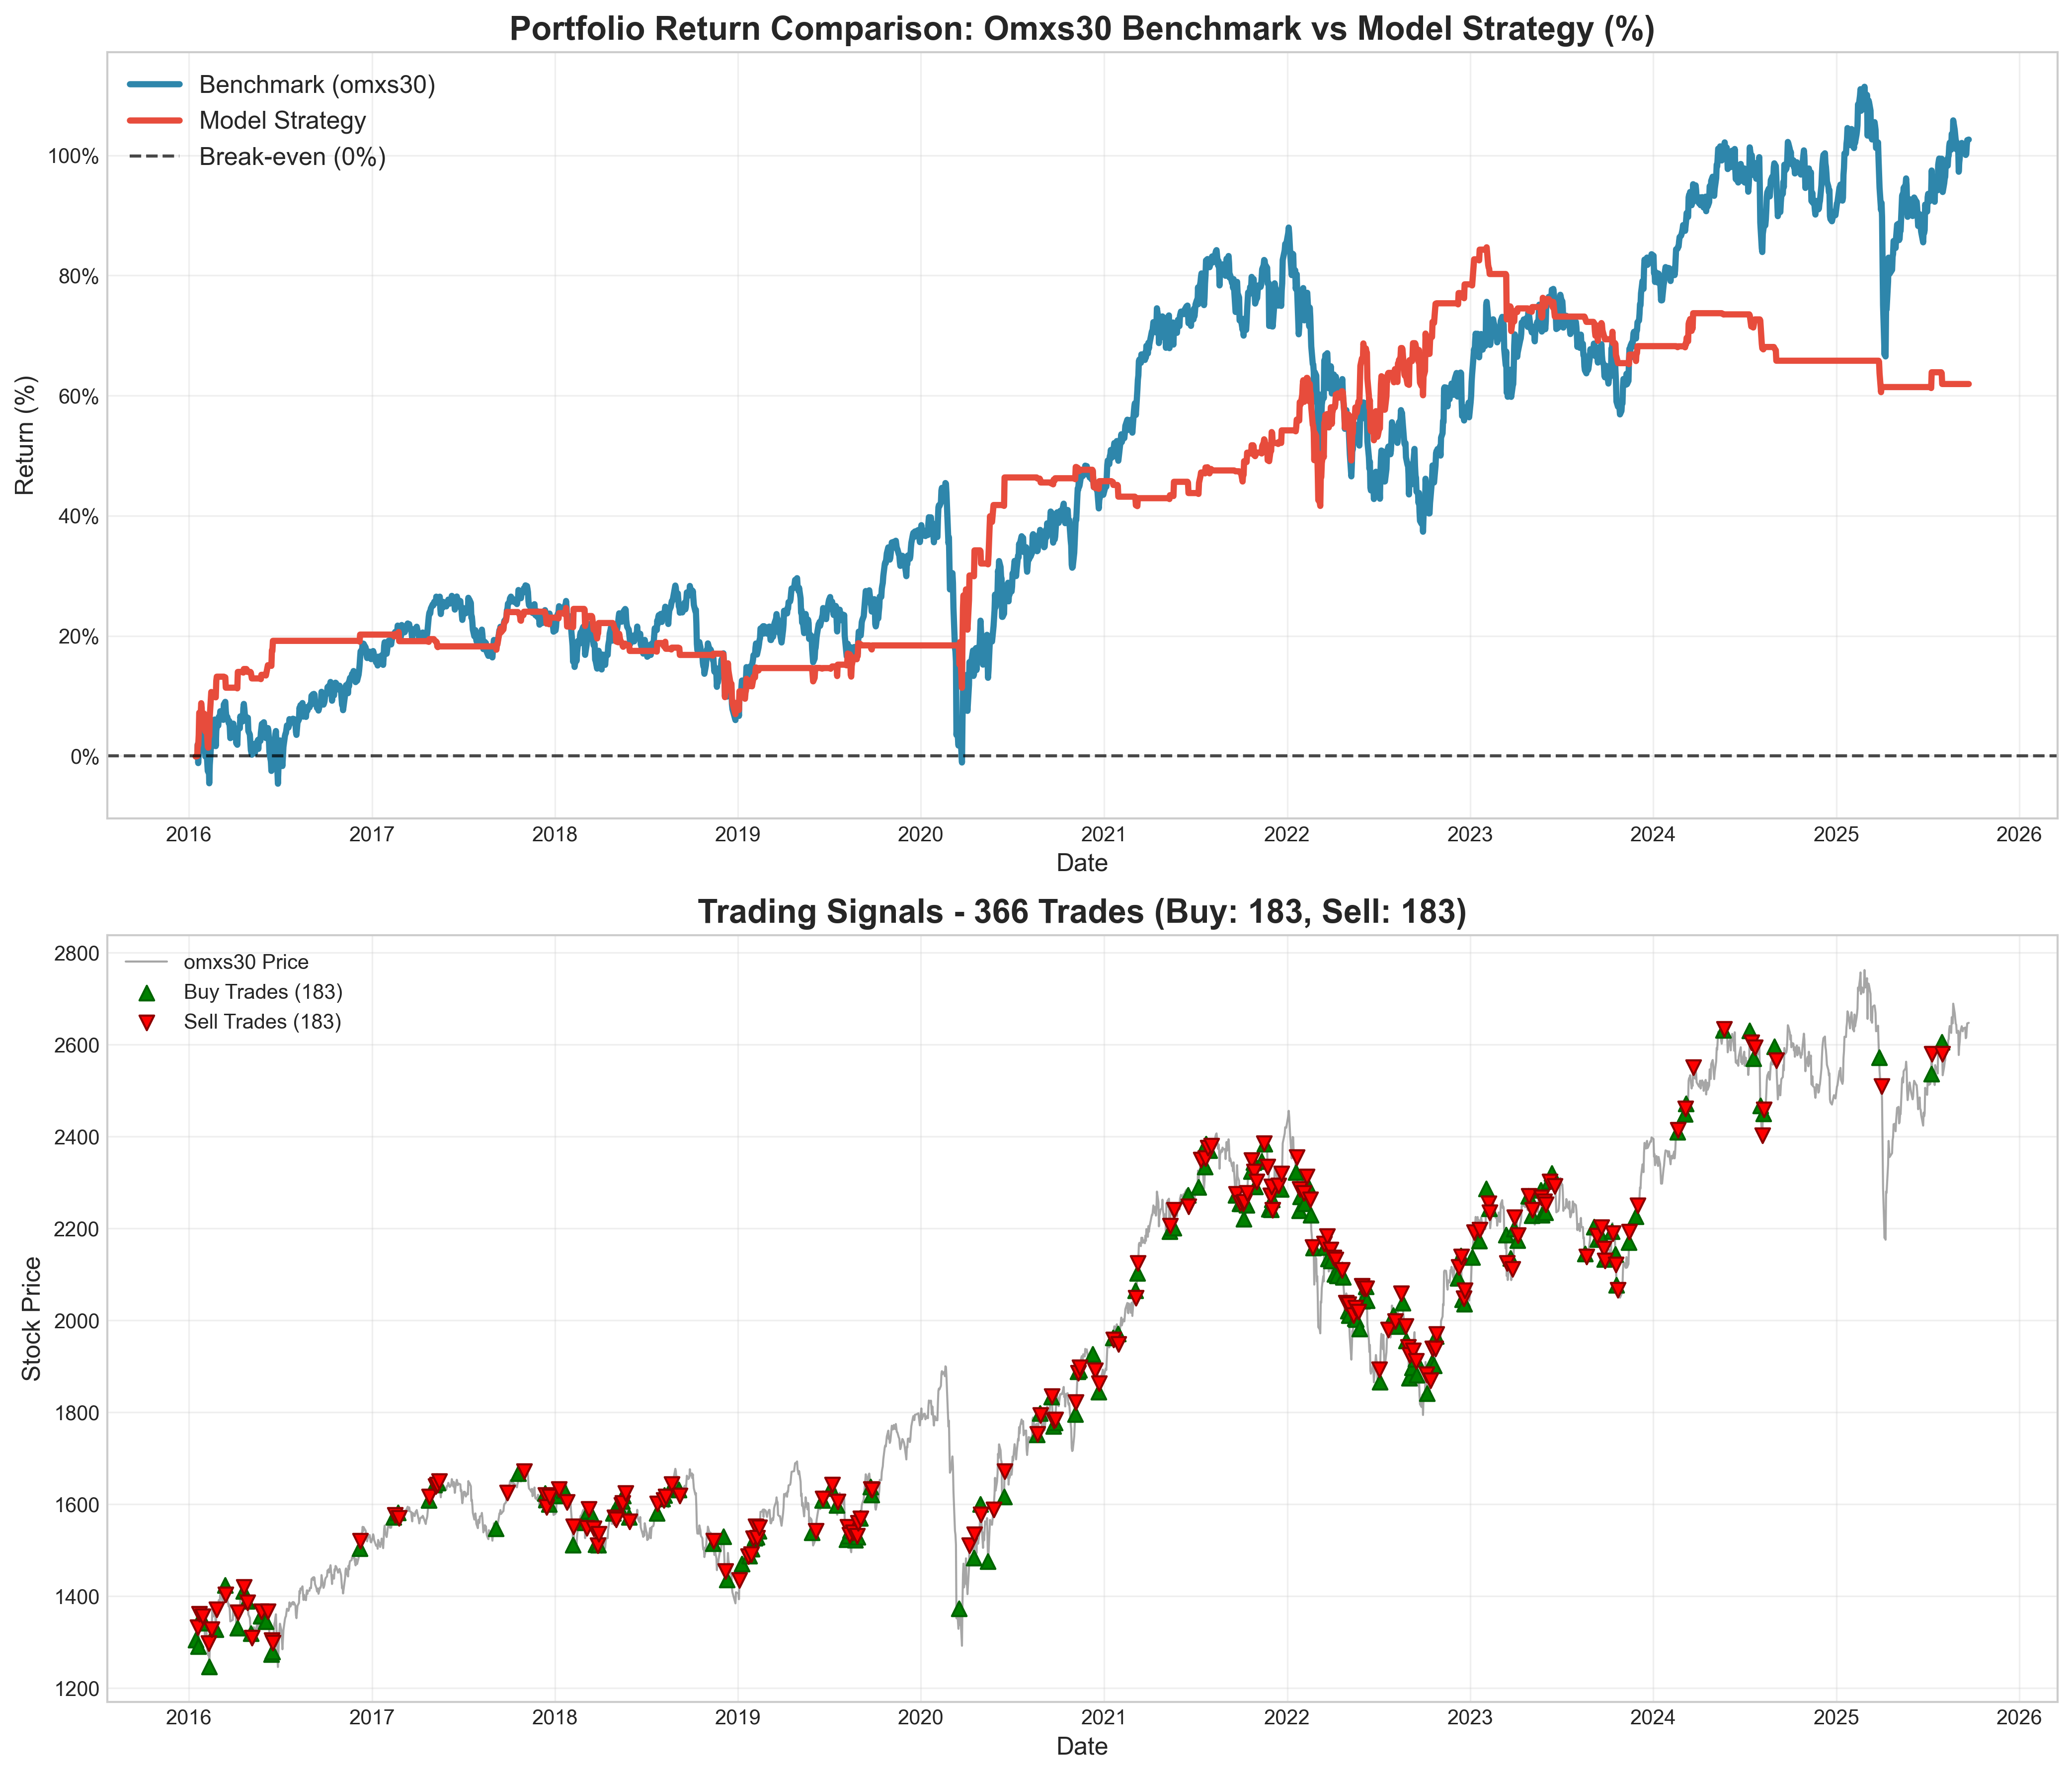 Portfolio Return Comparison: Omxs30 Benchmark vs Model Strategy (%)
Benchmark (omxs30)
Model Strategy
Break-even (0%)
Return (%)
100%
80%
60%
40%
20%
0%
2016 2017 2018 2019 2020 2021 2022 2023 2024 2025 2026
Date
Trading Signals - 366 Trades (Buy: 183, Sell: 183)
omxs30 Price
Buy Trades (183)
Sell Trades (183)
Stock Price
2800
2600
2400
2200
2000
1800
1600
1400
1200
2016 2017 2018 2019 2020 2021 2022 2023 2024 2025 2026
Date